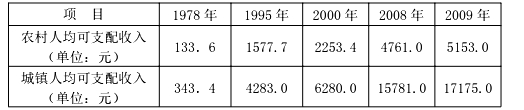 项 目 1978 年 1995 年 2000 年 2008 年 2009 年
农村人均可支配收入
（单位：元） 133. 6 1577.7 2253.4 4761.0 5153.0
城镇人均可支配收入
（单位：元） 343. 4 4283.0 6280.0 15781.0 17175.0